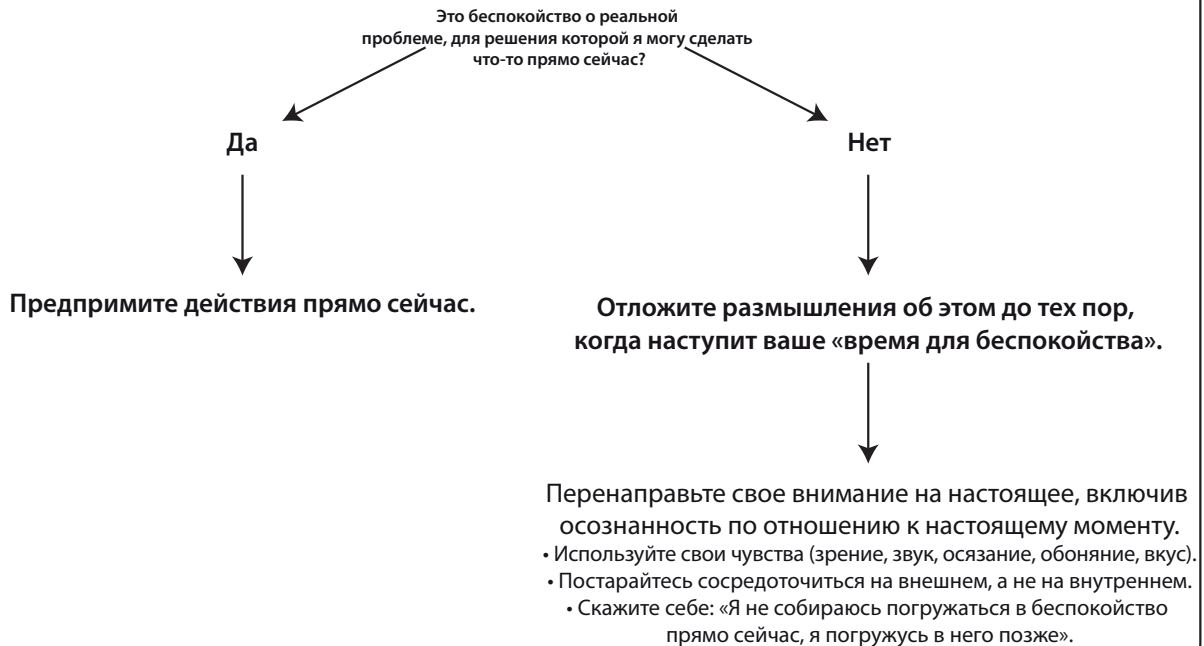 Это беспокойство о реальной
проблеме, для решения которой я могу сделать
что-то прямо сейчас?
Да
Нет
Предпримите действия прямо сейчас.
Отложите размышления об этом до тех пор,
когда наступит ваше «время для беспокойства».
Перенаправьте свое внимание на настоящее, включив
осознанность по отношению к настоящему моменту.
• Используйте свои чувства (зрение, звук, осязание, обоняние, вкус).
• Постарайтесь сосредоточиться на внешнем, а не на внутреннем.
• Скажите себе: «Я не собираюсь погружаться в беспокойство
прямо сейчас, я погружусь в него позже».